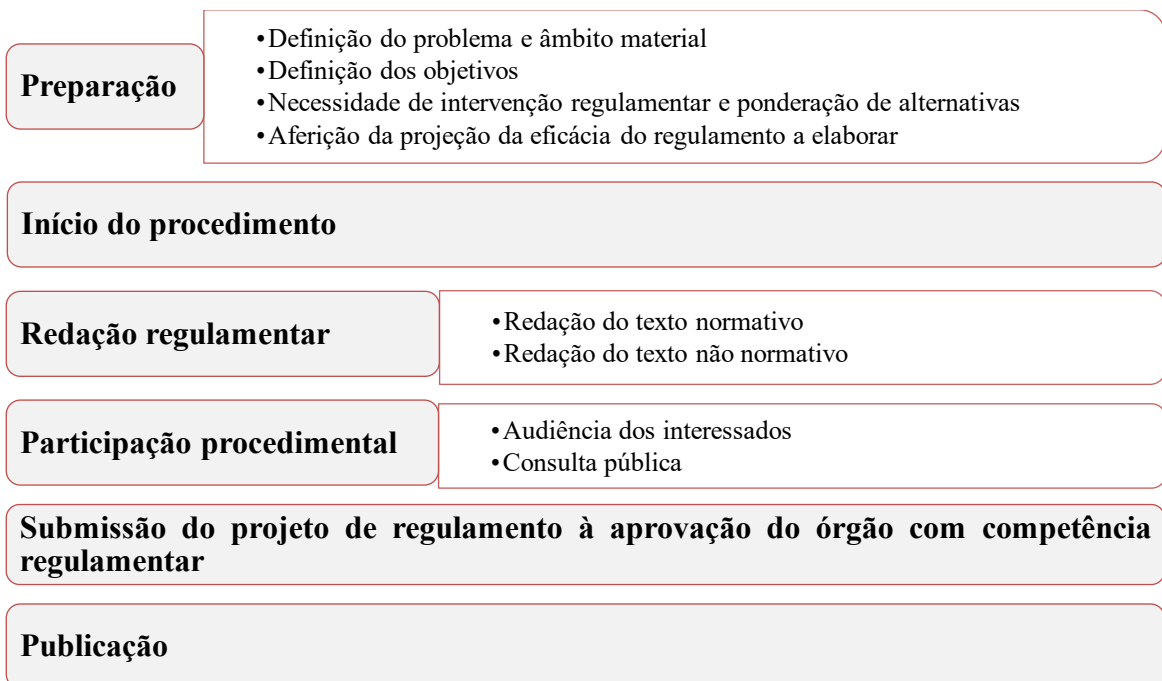 Preparação
•Definição do problema e âmbito material
•Definição dos objetivos
•Necessidade de intervenção regulamentar e ponderação de alternativas
•Aferição da projeção da eficácia do regulamento a elaborar
Início do procedimento
Redação regulamentar
•Redação do texto normativo
•Redação do texto não normativo
Participação procedimental
•Audiência dos interessados
•Consulta pública
Submissão do projeto de regulamento à aprovação do órgão com competência
regulamentar
Publicação